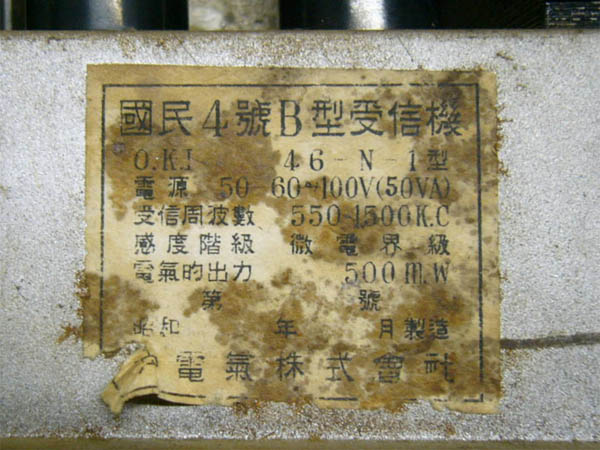 國民4號B型受信機
O.K.I 46-N-1型
電源 50-60~100V(50VA)
受信周波數 550-1,500K.C
感度階級 微電界級
電氣的出力 500m.W
第 號
昭和 年 月製造
電氣株式會社